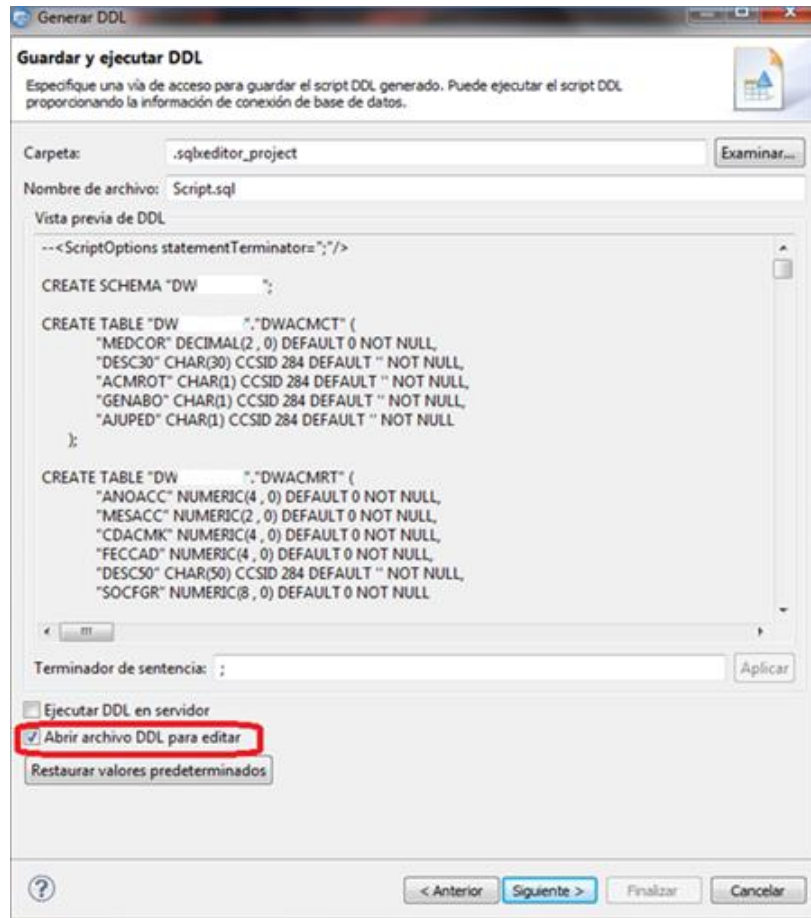 Generar DDL
Guardar y ejecutar DDL
Especifique una vía de acceso para guardar el script DDL generado. Puede ejecutar el script DDL
proporcionando la información de conexión de base de datos.
Carpeta: .sqlxeditor_project Examinar...
Nombre de archivo: Script.sql
Vista previa de DDL
--<ScriptOptions statementTerminator=";"/>
CREATE SCHEMA "DW ";
CREATE TABLE "DW "."DWACMCT" (
"MEDCOR" DECIMAL(2 , 0) DEFAULT 0 NOT NULL,
"DESC30" CHAR(30) CCSID 284 DEFAULT '' NOT NULL,
"ACMROT" CHAR(1) CCSID 284 DEFAULT '' NOT NULL,
"GENABO" CHAR(1) CCSID 284 DEFAULT '' NOT NULL,
"AJUPED" CHAR(1) CCSID 284 DEFAULT '' NOT NULL
);
CREATE TABLE "DW "."DWACMRT" (
"ANOACC" NUMERIC(4 , 0) DEFAULT 0 NOT NULL,
"MESACC" NUMERIC(2 , 0) DEFAULT 0 NOT NULL,
"CDACMK" NUMERIC(4 , 0) DEFAULT 0 NOT NULL,
"FECCAD" NUMERIC(4 , 0) DEFAULT 0 NOT NULL,
"DESC50" CHAR(50) CCSID 284 DEFAULT '' NOT NULL,
"SOCFGR" NUMERIC(8 , 0) DEFAULT 0 NOT NULL
Terminador de sentencia: ; Aplicar
Ejecutar DDL en servidor
Abrir archivo DDL para editar
Restaurar valores predeterminados
? < Anterior Siguiente > Finalizar Cancelar